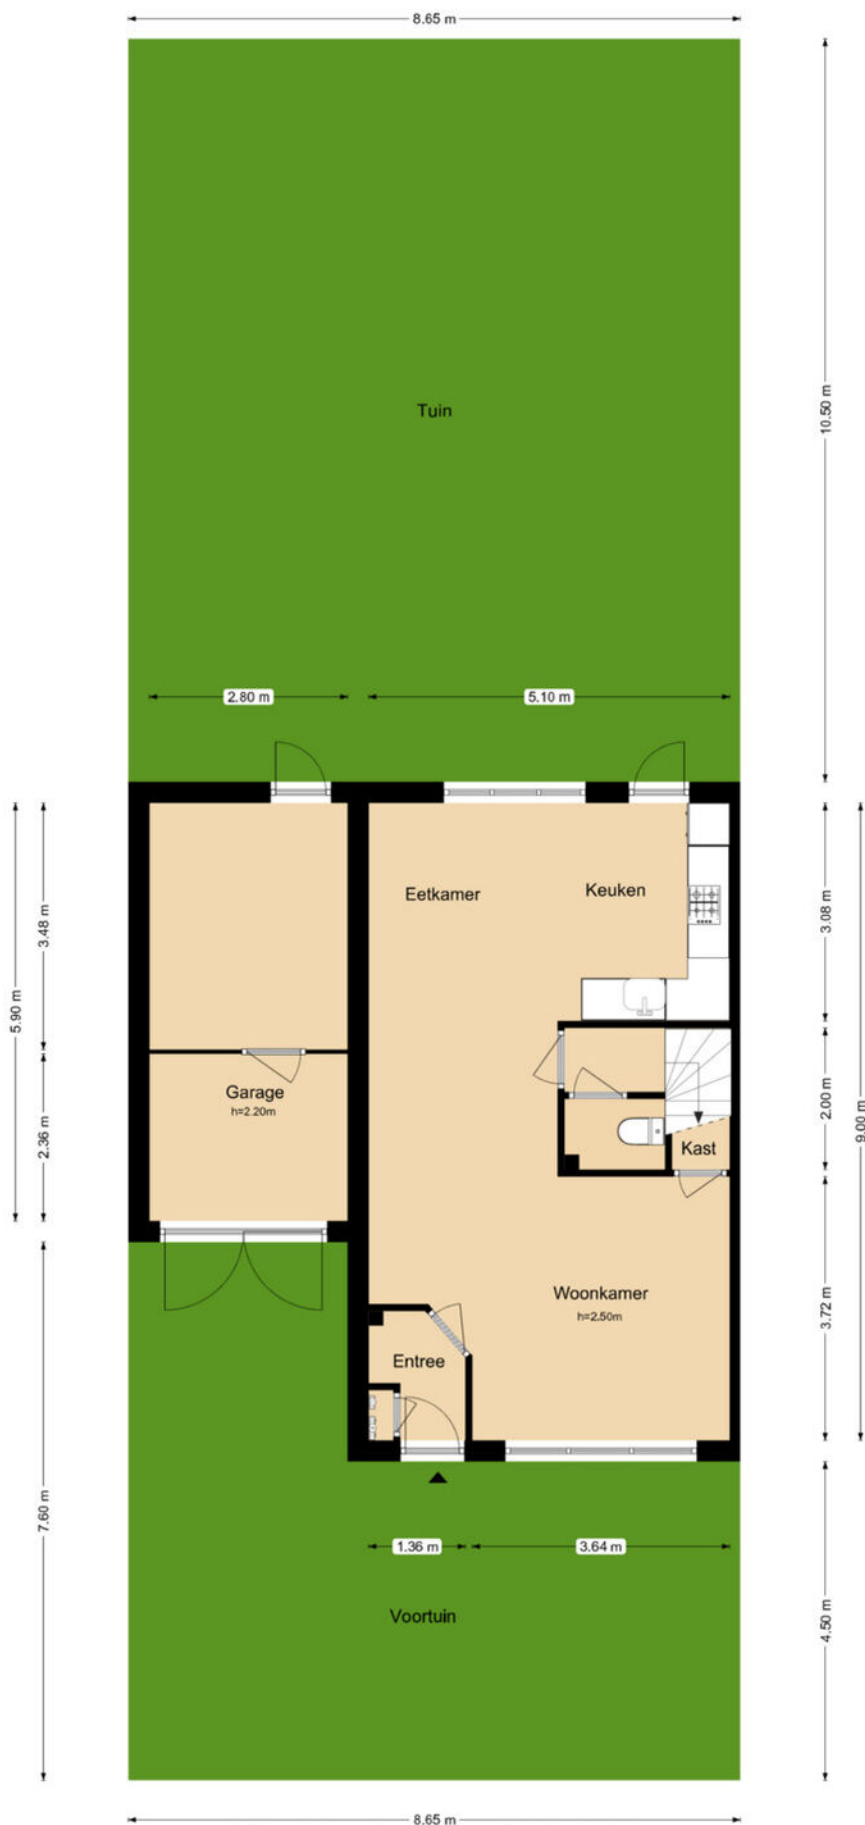 8.65 m
10.50 m
Tuin
2.80 m
5.10 m
Eetkamer
Keuken
3.48 m
3.08 m
5.90 m
Garage
h=2.20m
2.36 m
2.00 m
9.00 m
Kast
Woonkamer
h=2.50m
3.72 m
Entree
7.60 m
1.36 m
3.64 m
Voortuin
4.50 m
8.65 m